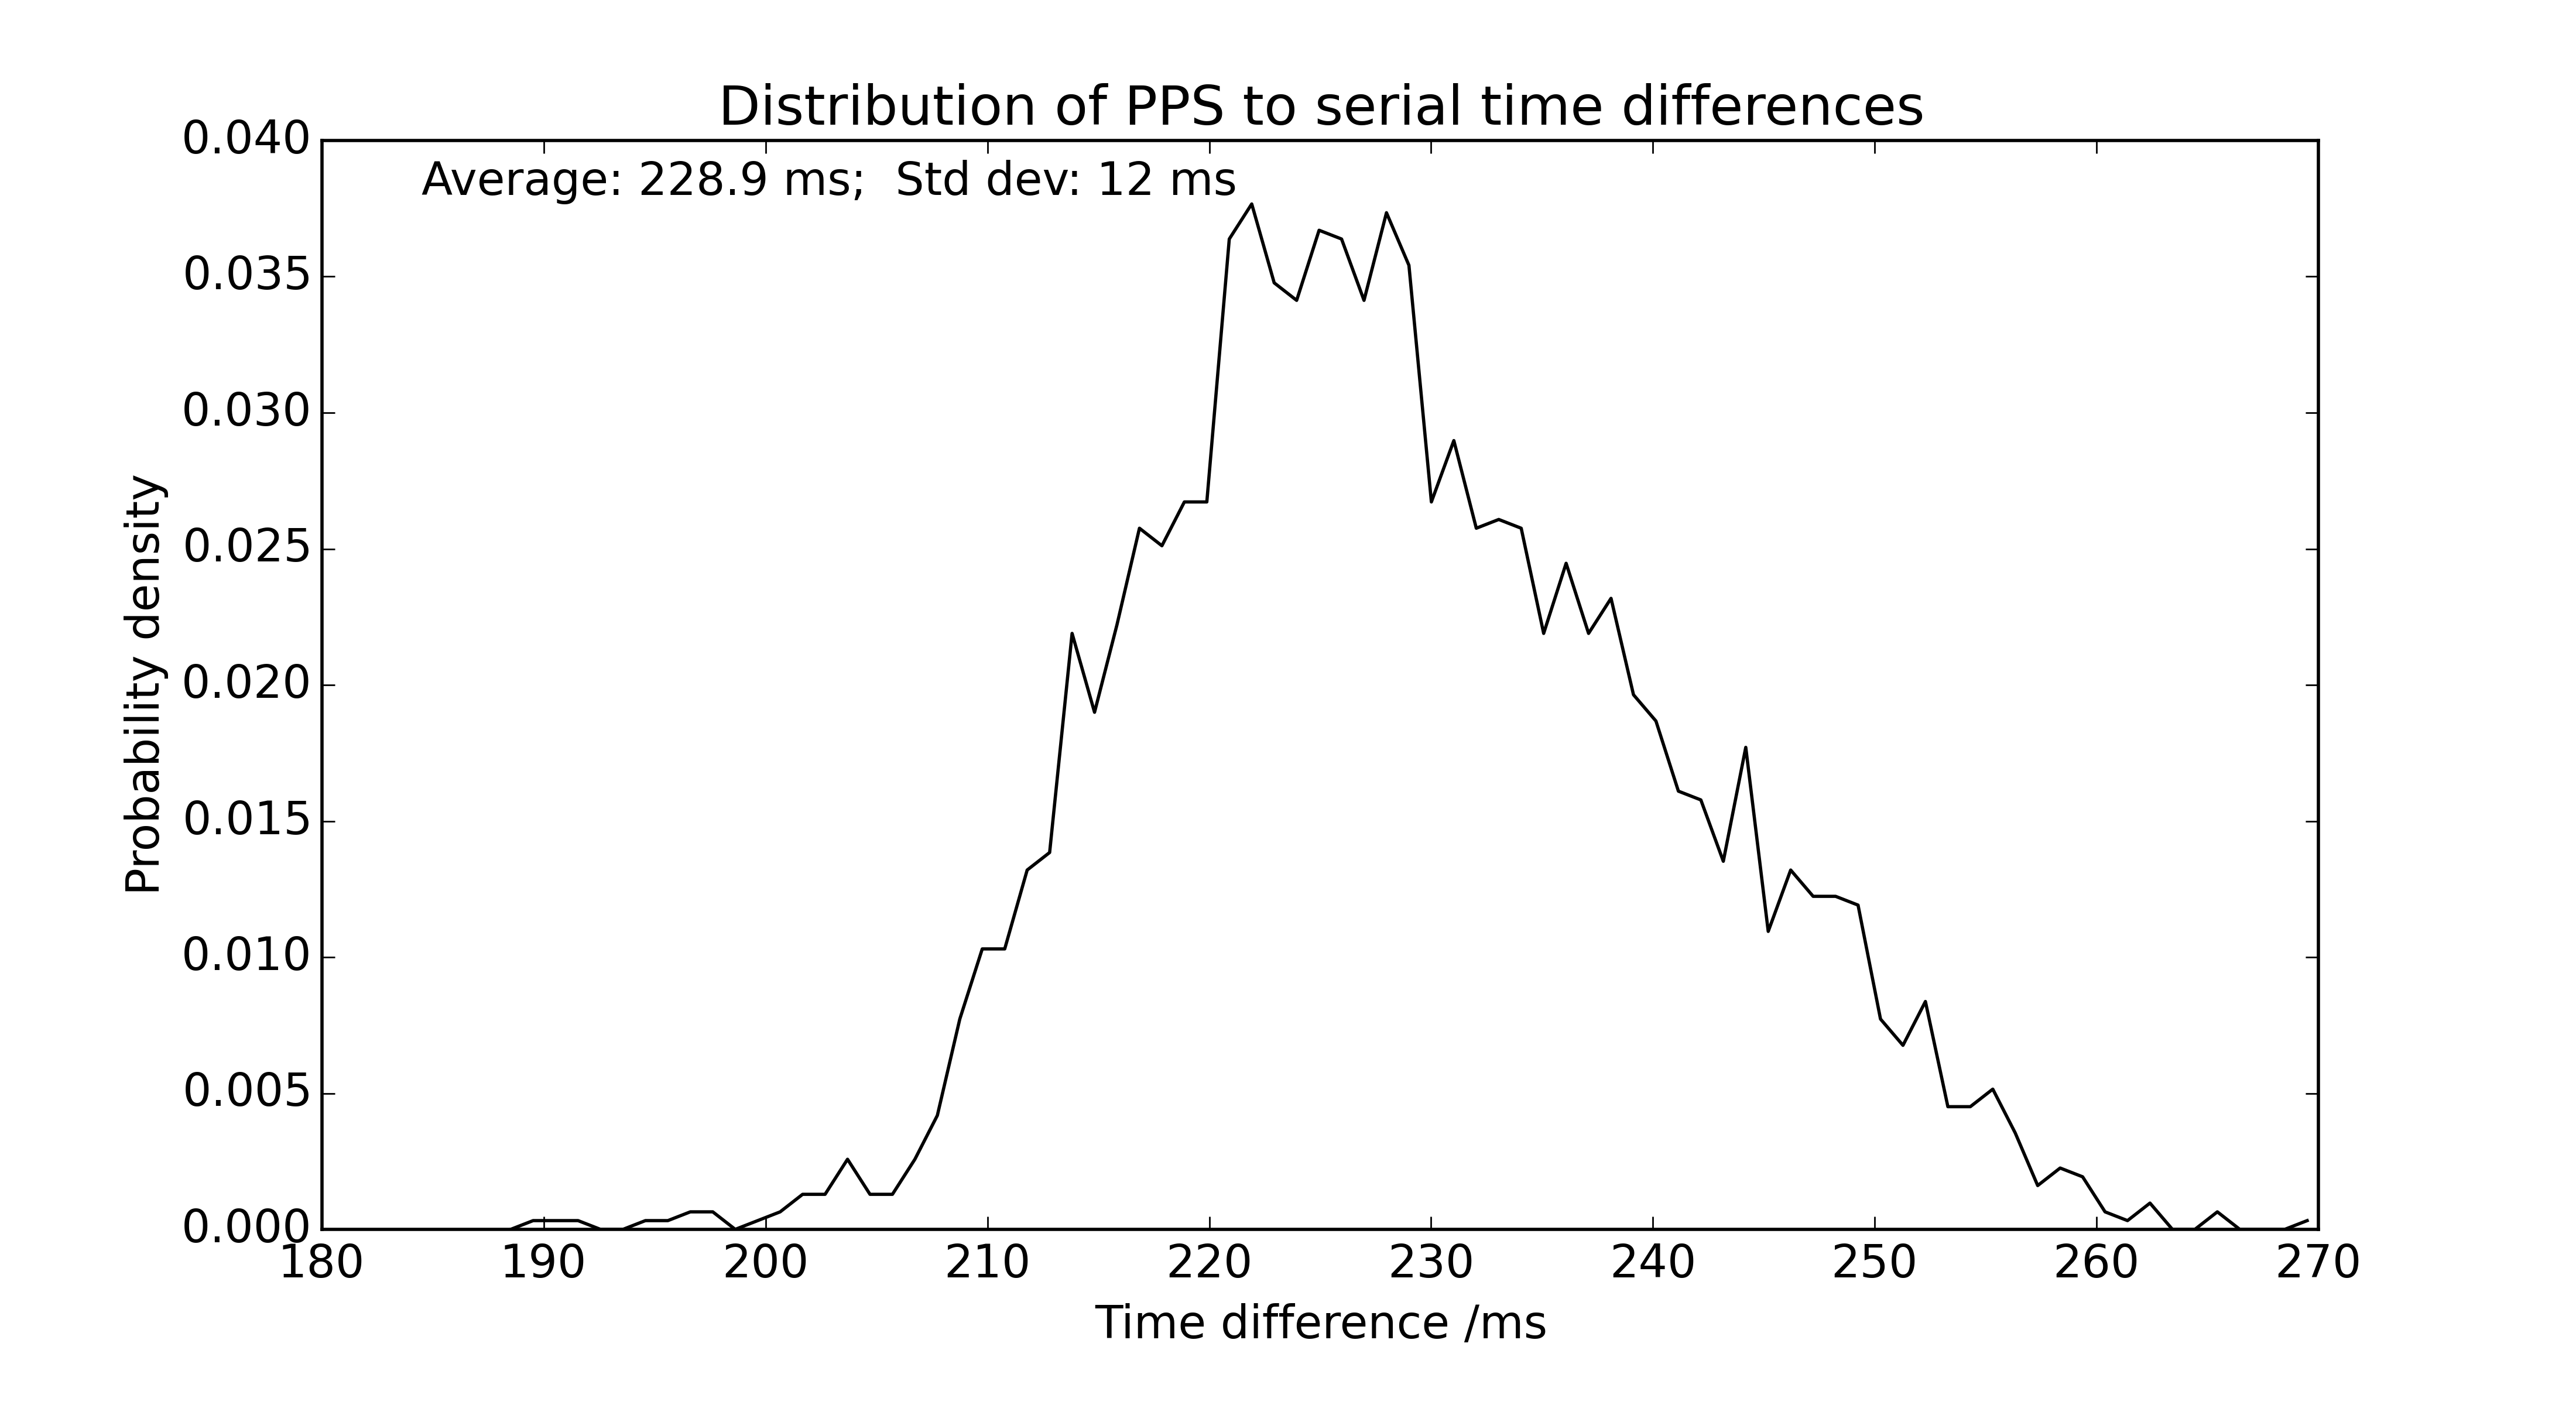 Distribution of PPS to serial time differences
Average: 228.9 ms;  Std dev: 12 ms
0.040
0.035
0.030
0.025
0.020
0.015
0.010
0.005
0.000
Probability density
180 190 200 210 220 230 240 250 260 270
Time difference /ms